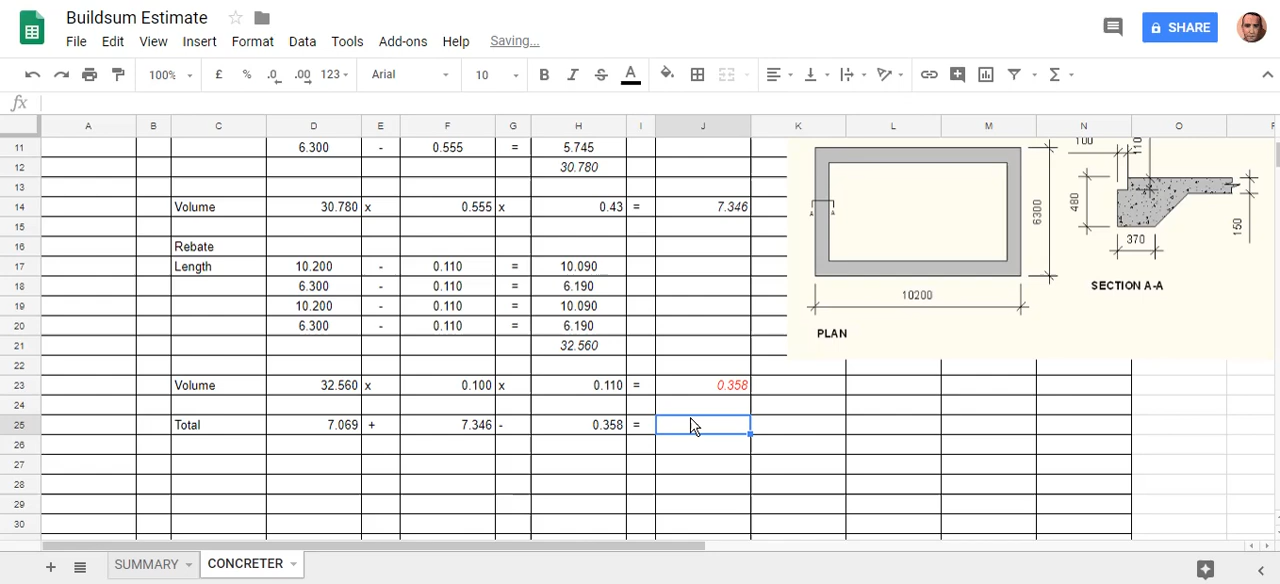 Buildsum Estimate
File Edit View Insert Format Data Tools Add-ons Help Saving...
SHARE
100% £ % .0 .00 123 Arial 10 B I S A Σ
fx
A B C D E F G H I J K L M N O
11 6.300 - 0.555 = 5.745
12 30.780
13
14 Volume 30.780 x 0.555 x 0.43 = 7.346
15
16 Rebate
17 Length 10.200 - 0.110 = 10.090
18 6.300 - 0.110 = 6.190
19 10.200 - 0.110 = 10.090
20 6.300 - 0.110 = 6.190
21 32.560
22
23 Volume 32.560 x 0.100 x 0.110 = 0.358
24
25 Total 7.069 + 7.346 - 0.358 =
26
27
28
29
30
100
110
A A
6300
480
370
150
10200
SECTION A-A
PLAN
+ SUMMARY CONCRETER